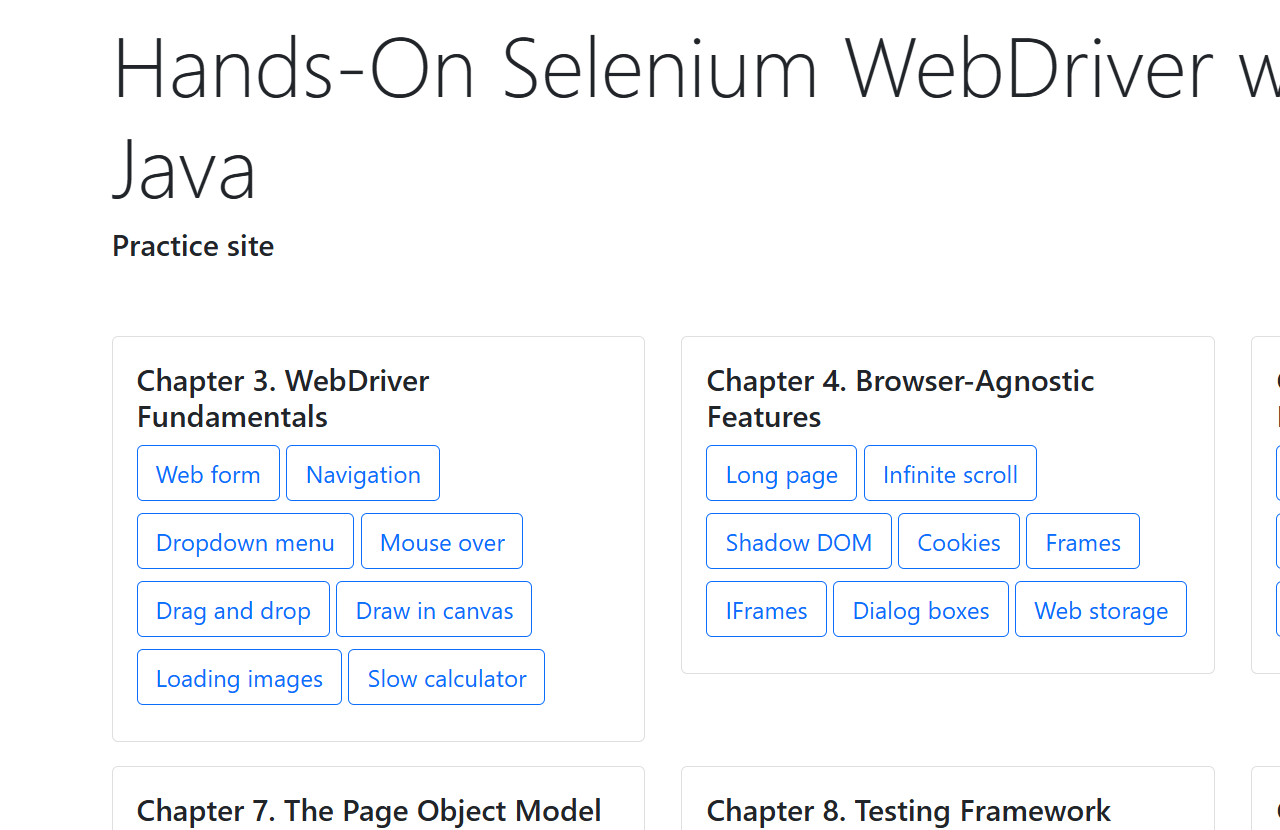 Hands-On Selenium WebDriver
Java
Practice site
Chapter 3. WebDriver
Fundamentals
Web form
Navigation
Dropdown menu
Mouse over
Drag and drop
Draw in canvas
Loading images
Slow calculator
Chapter 4. Browser-Agnostic
Features
Long page
Infinite scroll
Shadow DOM
Cookies
Frames
IFrames
Dialog boxes
Web storage
Chapter 7. The Page Object Model
Chapter 8. Testing Framework